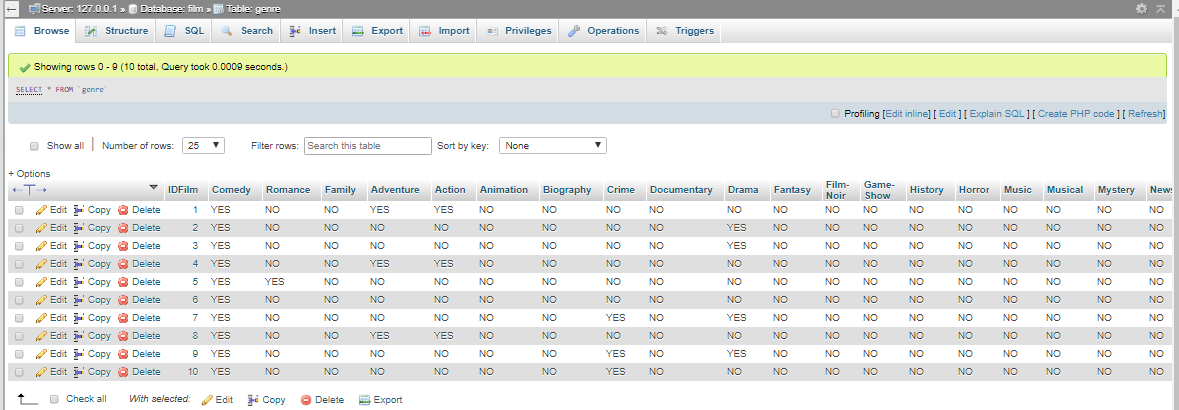 Server: 127.0.0.1 » Database: film » Table: genre
Browse Structure SQL Search Insert Export Import Privileges Operations Triggers
Showing rows 0 - 9 (10 total, Query took 0.0009 seconds.)
SELECT * FROM `genre`
Profiling [Edit inline] [ Edit ] [ Explain SQL ] [ Create PHP code ] [ Refresh]
Show all Number of rows: 25 Filter rows: Search this table Sort by key: None
+ Options
IDFilm Comedy Romance Family Adventure Action Animation Biography Crime Documentary Drama Fantasy Film-Noir Game-Show History Horror Music Musical Mystery News
Edit Copy Delete 1 YES NO NO YES YES NO NO NO NO NO NO NO NO NO NO NO NO NO NO
Edit Copy Delete 2 YES NO NO NO NO NO NO NO NO YES NO NO NO NO NO NO NO NO NO
Edit Copy Delete 3 YES NO NO NO NO NO NO NO NO YES NO NO NO NO NO NO NO NO NO
Edit Copy Delete 4 YES NO NO YES YES NO NO NO NO NO NO NO NO NO NO NO NO NO NO
Edit Copy Delete 5 YES YES NO NO NO NO NO NO NO NO NO NO NO NO NO NO NO NO NO
Edit Copy Delete 6 YES NO NO NO NO NO NO NO NO NO NO NO NO NO NO NO NO NO NO
Edit Copy Delete 7 YES NO NO NO NO NO NO YES NO YES NO NO NO NO NO NO NO NO NO
Edit Copy Delete 8 YES NO NO YES YES NO NO NO NO NO NO NO NO NO NO NO NO NO NO
Edit Copy Delete 9 YES NO NO NO NO NO NO YES NO YES NO NO NO NO NO NO NO NO NO
Edit Copy Delete 10 YES NO NO NO NO NO NO YES NO NO NO NO NO NO NO NO NO NO NO
Check all With selected: Edit Copy Delete Export